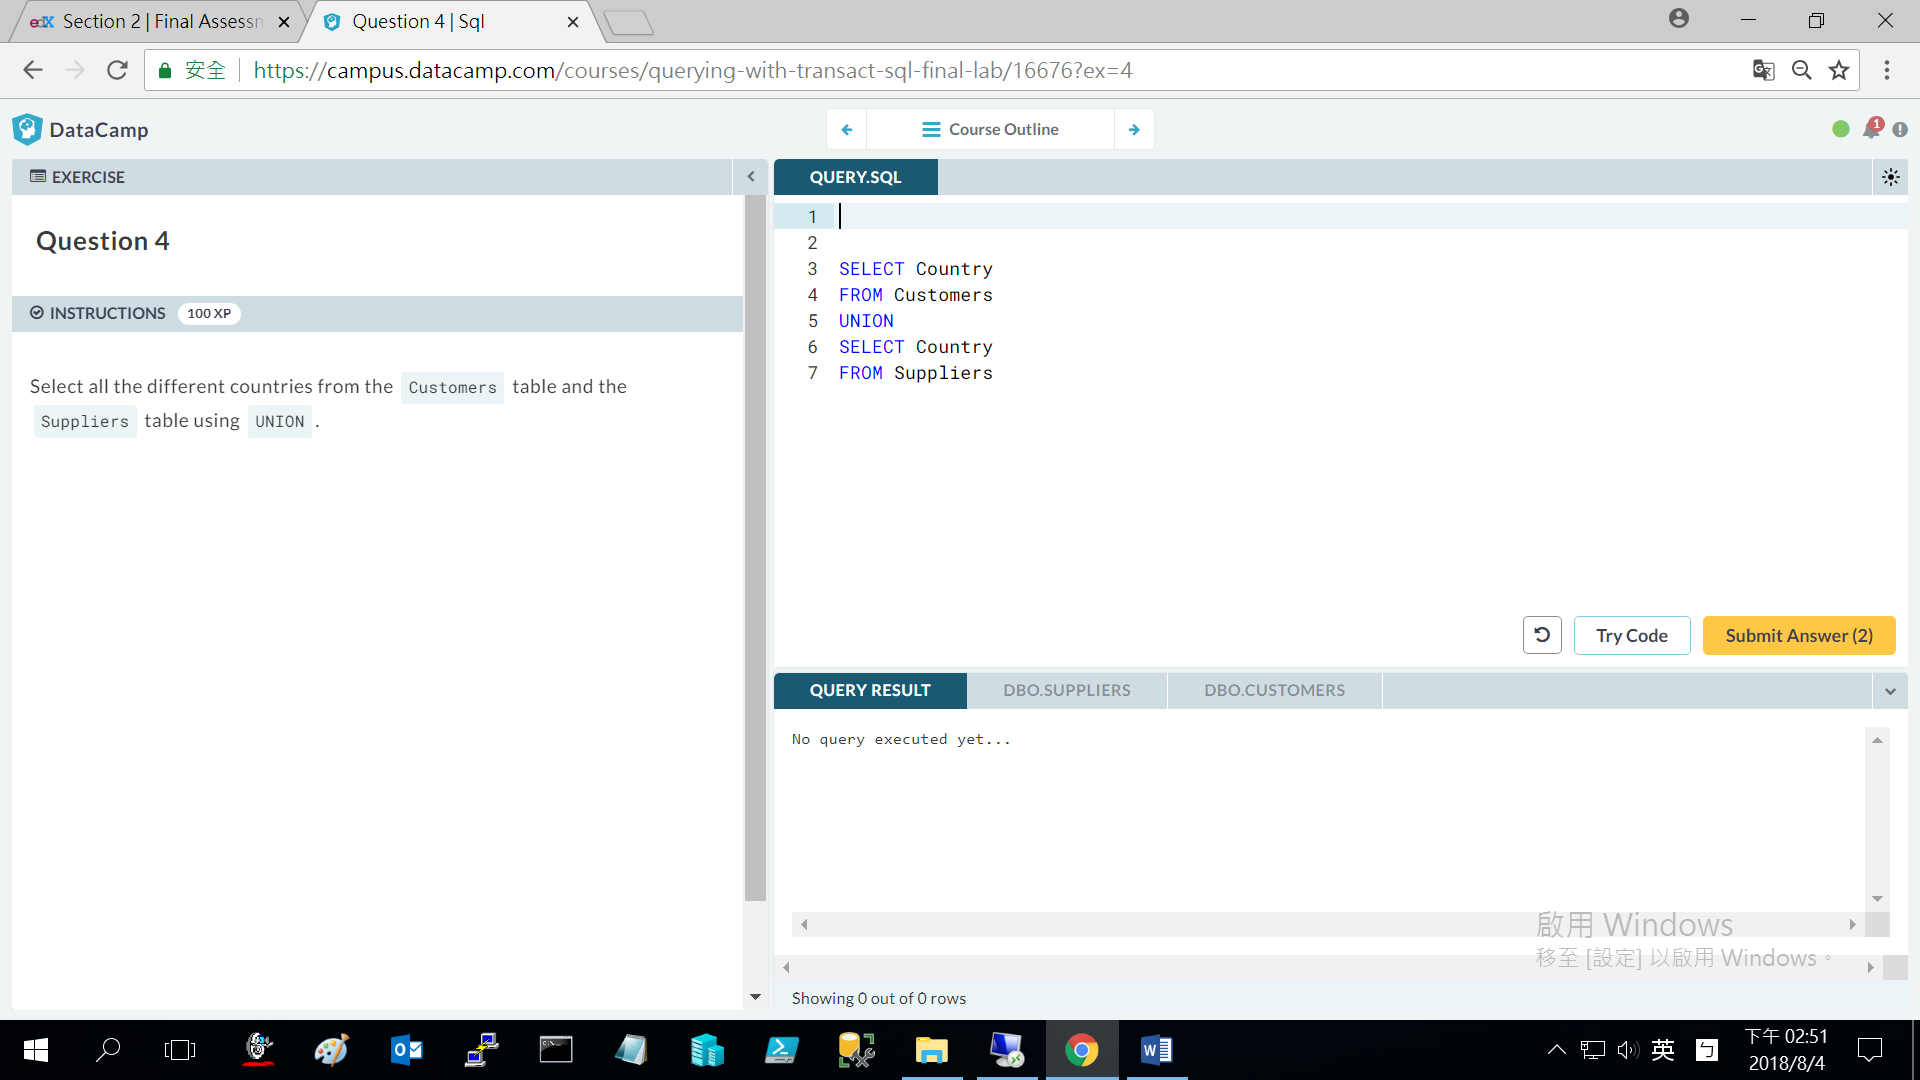 edX Section 2 | Final Assessm
Question 4 | Sql
安全
https://campus.datacamp.com/courses/querying-with-transact-sql-final-lab/16676?ex=4
DataCamp
Course Outline
1
EXERCISE
QUERY.SQL
Question 4
INSTRUCTIONS 100 XP
Select all the different countries from the Customers table and the
Suppliers table using UNION .
1
2
3 SELECT Country
4 FROM Customers
5 UNION
6 SELECT Country
7 FROM Suppliers
Try Code
Submit Answer (2)
QUERY RESULT
DBO.SUPPLIERS
DBO.CUSTOMERS
No query executed yet...
啟用 Windows
移至 [設定] 以啟用 Windows。
Showing 0 out of 0 rows
英
ㄅ
下午 02:51
2018/8/4